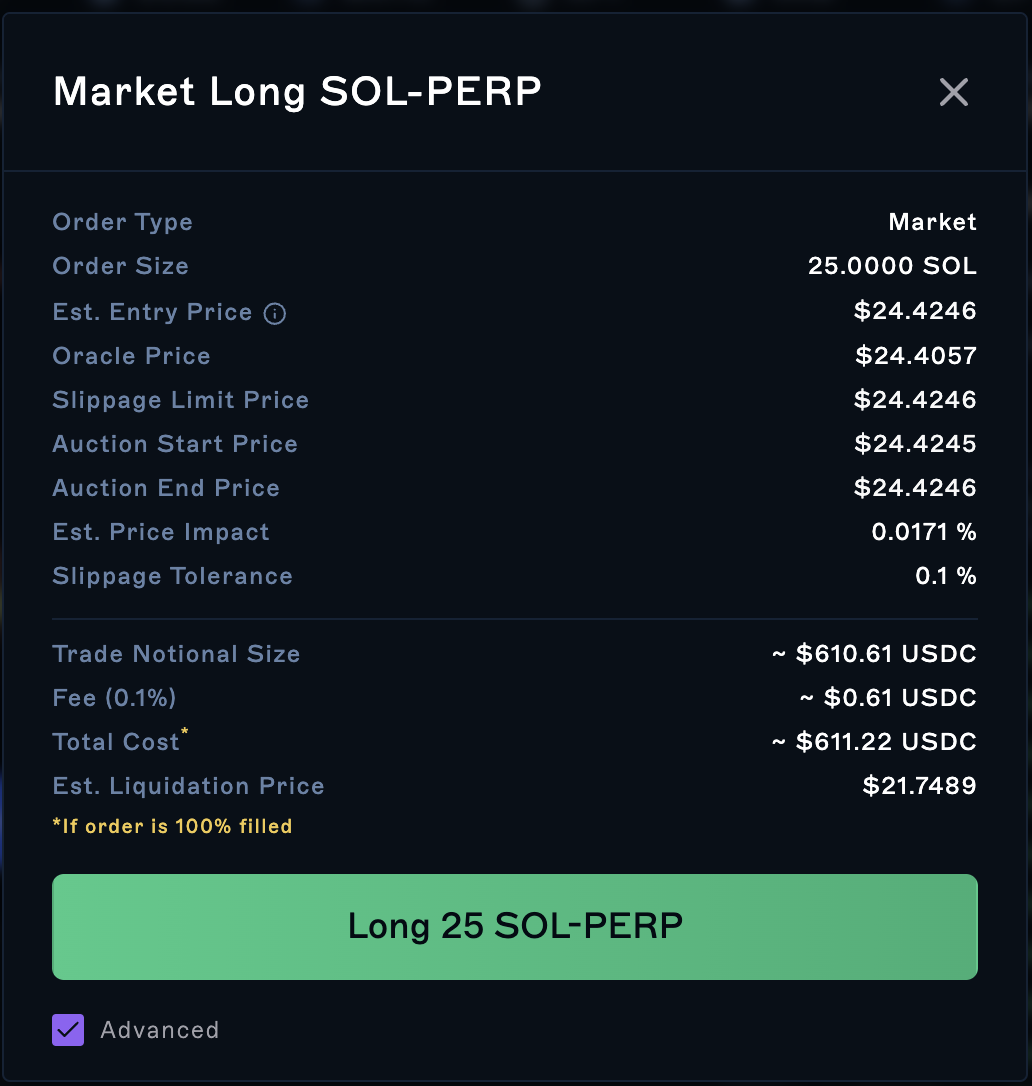 Market Long SOL-PERP
Order Type Market
Order Size 25.0000 SOL
Est. Entry Price $24.4246
Oracle Price $24.4057
Slippage Limit Price $24.4246
Auction Start Price $24.4245
Auction End Price $24.4246
Est. Price Impact 0.0171 %
Slippage Tolerance 0.1 %
Trade Notional Size ~ $610.61 USDC
Fee (0.1%) ~ $0.61 USDC
Total Cost* ~ $611.22 USDC
Est. Liquidation Price $21.7489
*If order is 100% filled
Long 25 SOL-PERP
Advanced